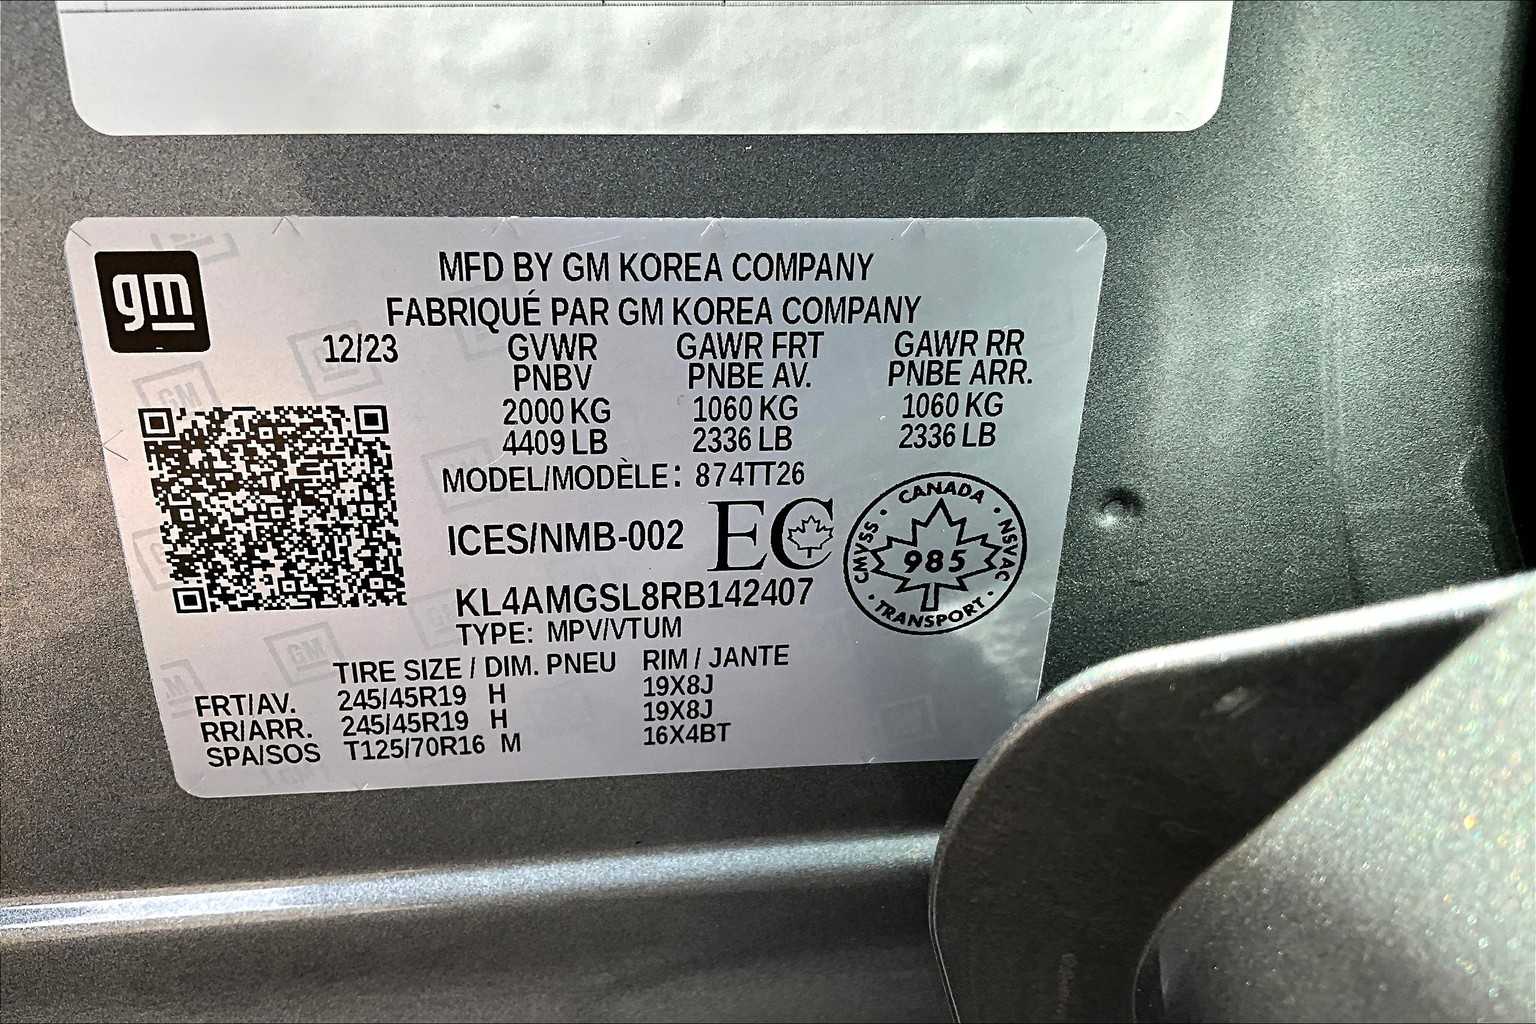 gm
MFD BY GM KOREA COMPANY
FABRIQUÉ PAR GM KOREA COMPANY
12/23 GVWR GAWR FRT GAWR RR
PNBV PNBE AV. PNBE ARR.
2000 KG 1060 KG 1060 KG
4409 LB 2336 LB 2336 LB
MODEL/MODÈLE: 874TT26
ICES/NMB-002 EC
CANADA
CMVSS 985 NSVAC
TRANSPORT
KL4AMGSL8RB142407
TYPE: MPV/VTUM
TIRE SIZE / DIM. PNEU RIM / JANTE
FRT/AV. 245/45R19 H 19X8J
RR/ARR. 245/45R19 H 19X8J
SPA/SOS T125/70R16 M 16X4BT
GM
GM
GM